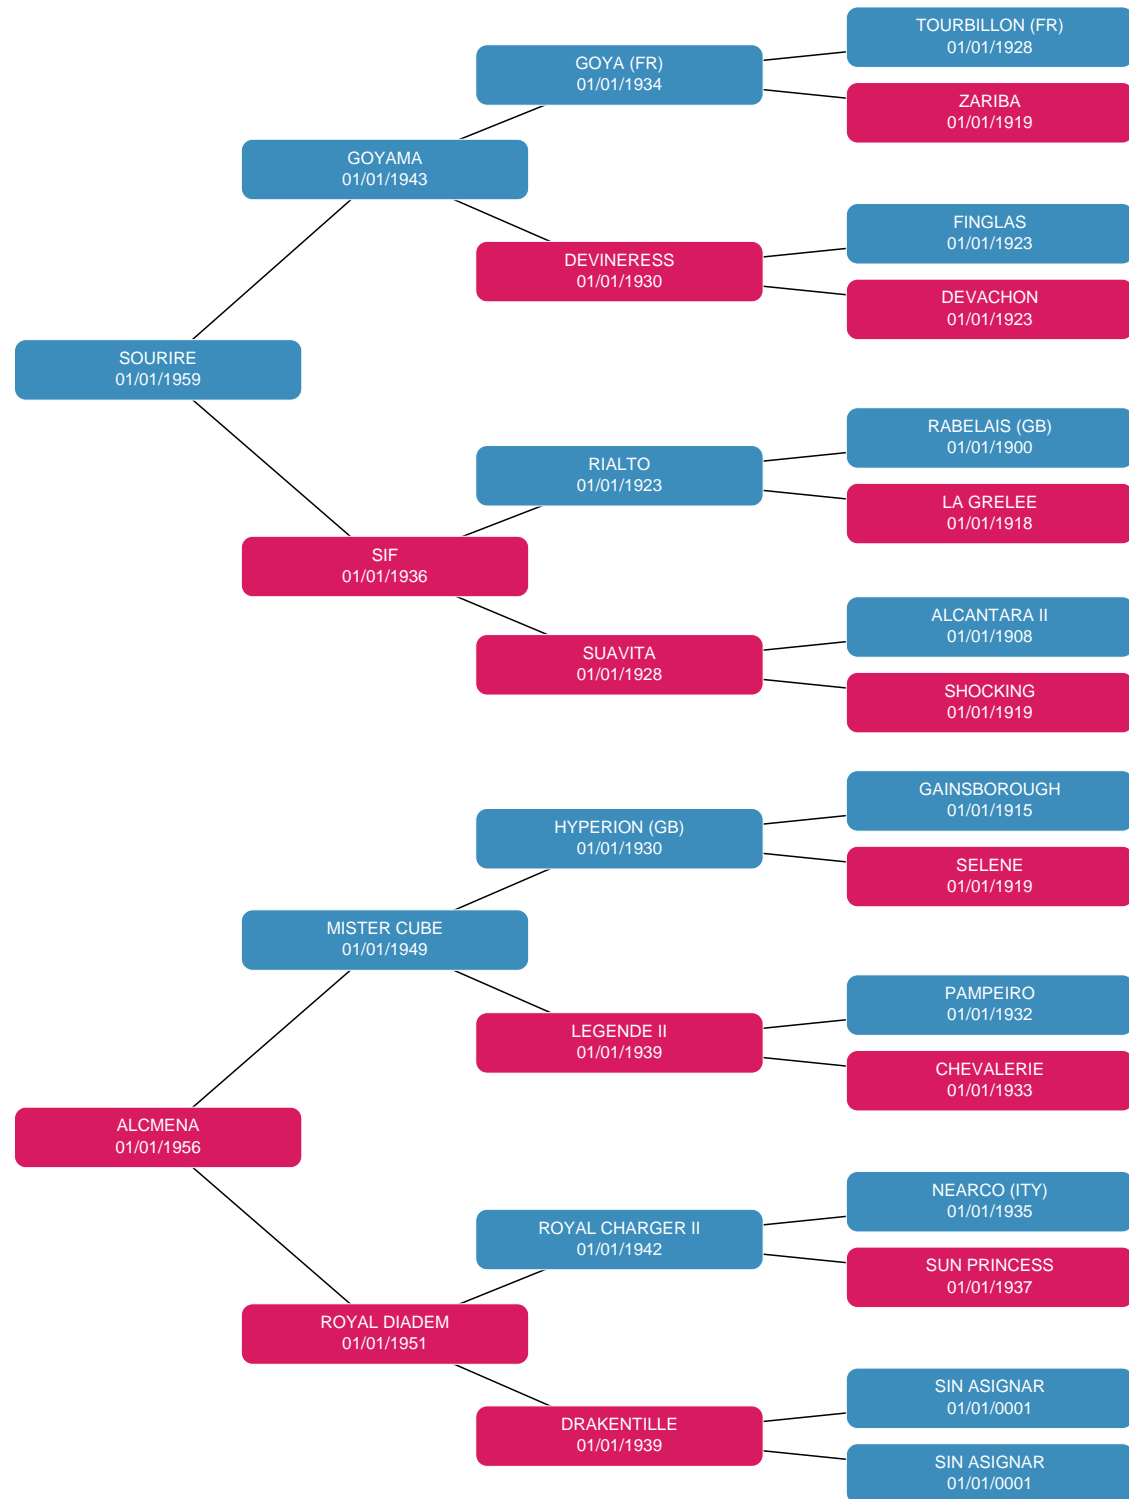 TOURBILLON (FR)
01/01/1928
GOYA (FR)
01/01/1934
ZARIBA
01/01/1919
GOYAMA
01/01/1943
FINGLAS
01/01/1923
DEVINERESS
01/01/1930
DEVACHON
01/01/1923
SOURIRE
01/01/1959
RABELAIS (GB)
01/01/1900
RIALTO
01/01/1923
LA GRELEE
01/01/1918
SIF
01/01/1936
ALCANTARA II
01/01/1908
SUAVITA
01/01/1928
SHOCKING
01/01/1919
GAINSBOROUGH
01/01/1915
HYPERION (GB)
01/01/1930
SELENE
01/01/1919
MISTER CUBE
01/01/1949
PAMPEIRO
01/01/1932
LEGENDE II
01/01/1939
CHEVALERIE
01/01/1933
ALCMENA
01/01/1956
NEARCO (ITY)
01/01/1935
ROYAL CHARGER II
01/01/1942
SUN PRINCESS
01/01/1937
ROYAL DIADEM
01/01/1951
SIN ASIGNAR
01/01/0001
DRAKENTILLE
01/01/1939
SIN ASIGNAR
01/01/0001